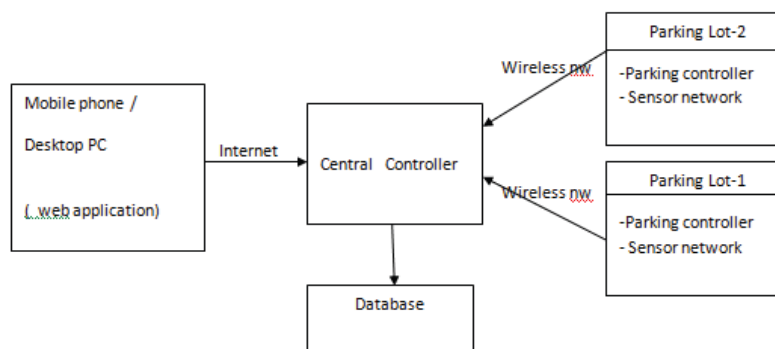 Mobile phone /
Desktop PC
( web application)
Internet
Central Controller
Database
Wireless nw
Parking Lot-2
-Parking controller
- Sensor network
Wireless nw
Parking Lot-1
-Parking controller
- Sensor network